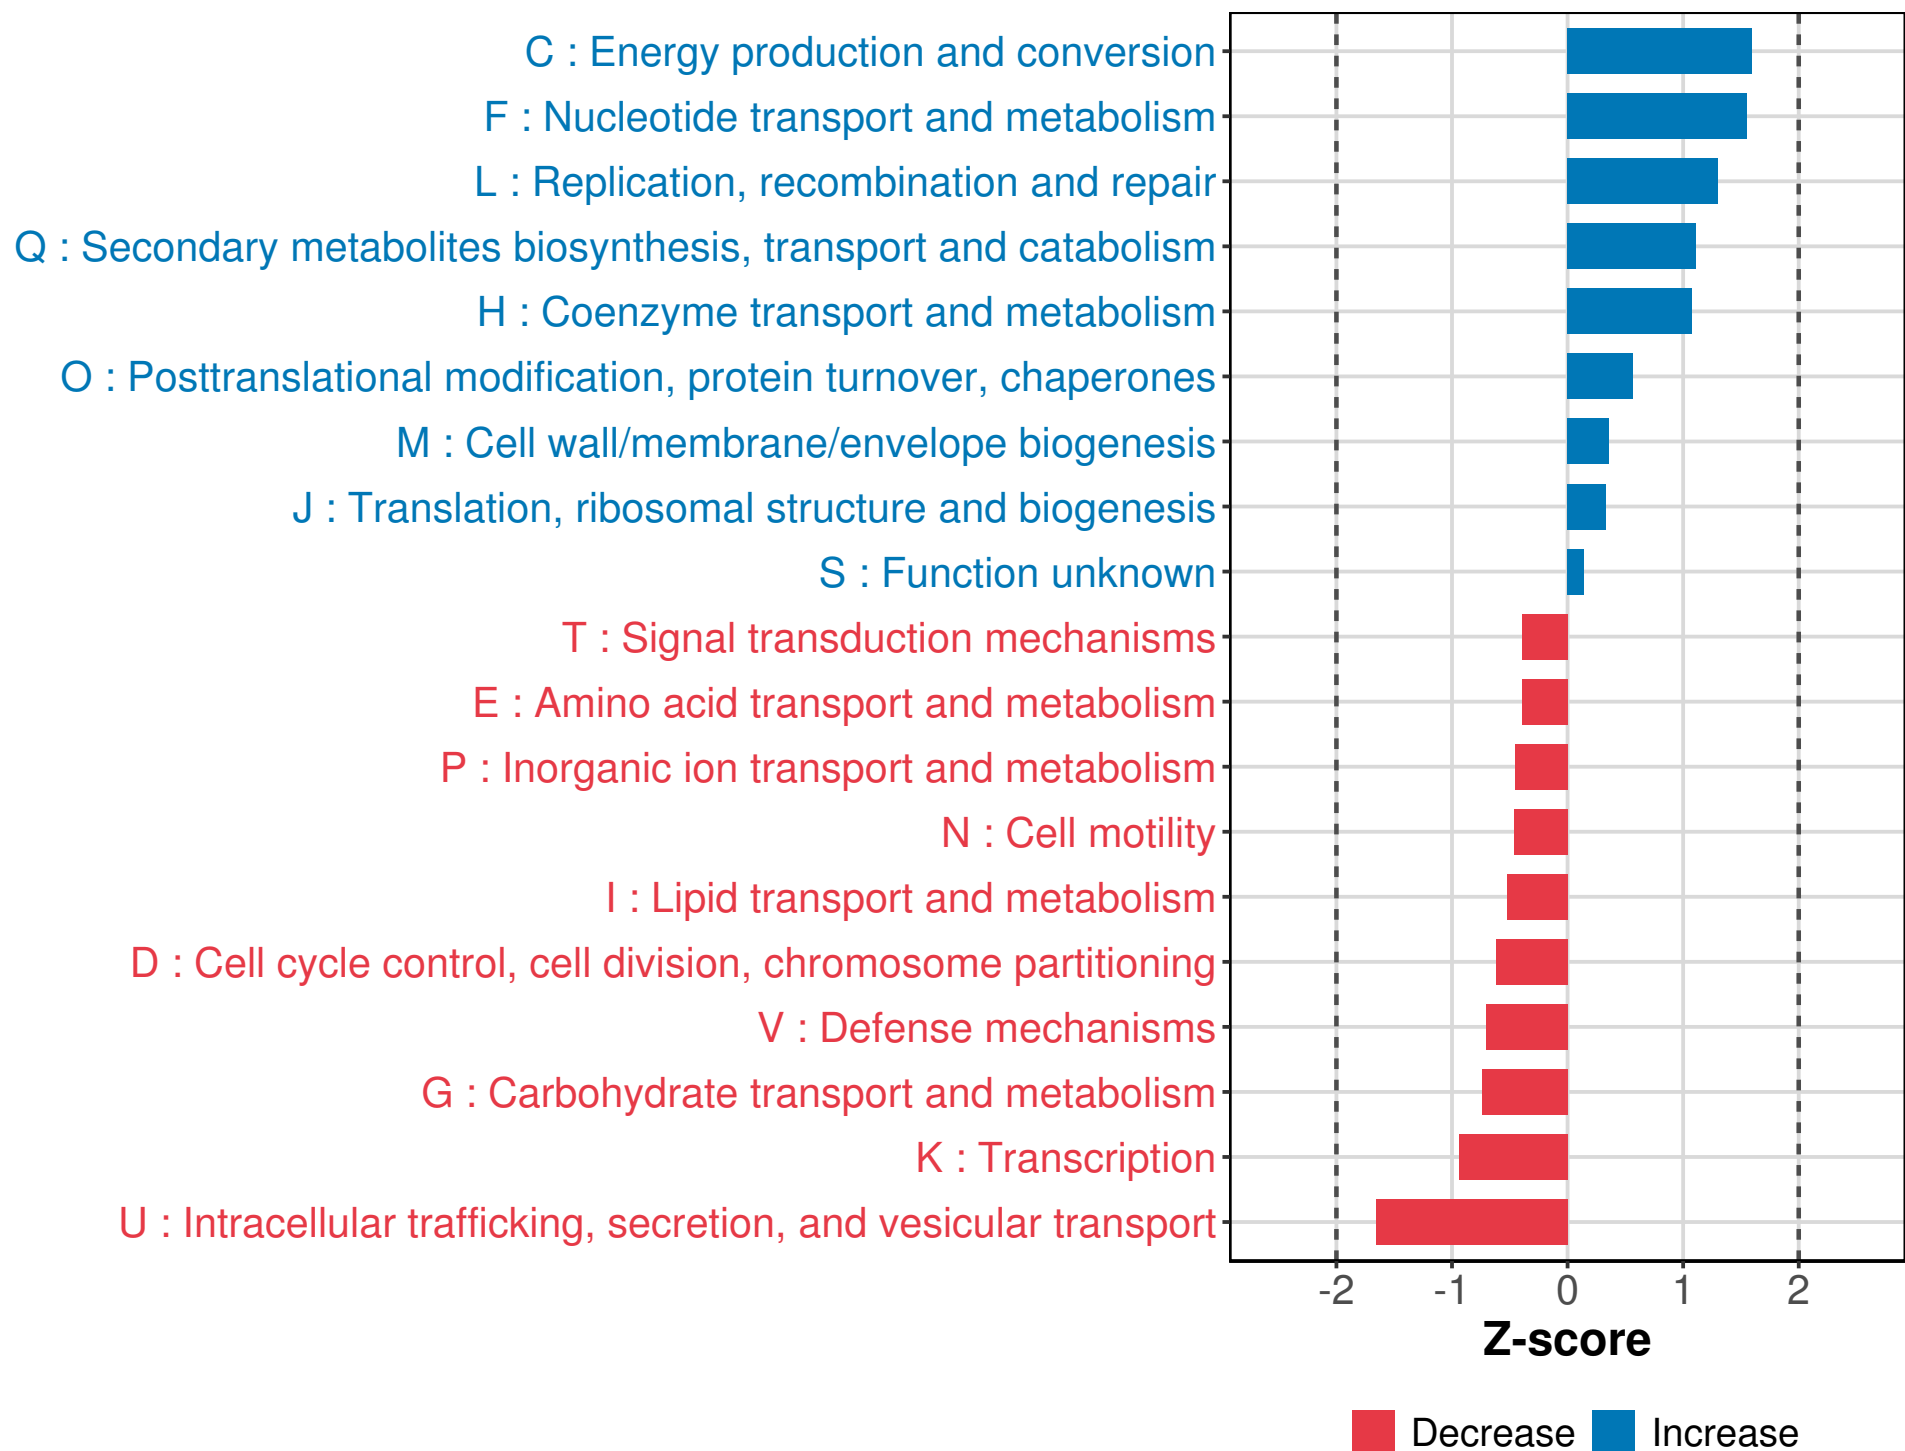 C : Energy production and conversion
F : Nucleotide transport and metabolism
L : Replication, recombination and repair
Q : Secondary metabolites biosynthesis, transport and catabolism
H : Coenzyme transport and metabolism
O : Posttranslational modification, protein turnover, chaperones
M : Cell wall/membrane/envelope biogenesis
J : Translation, ribosomal structure and biogenesis
S : Function unknown
T : Signal transduction mechanisms
E : Amino acid transport and metabolism
P : Inorganic ion transport and metabolism
N : Cell motility
I : Lipid transport and metabolism
D : Cell cycle control, cell division, chromosome partitioning
V : Defense mechanisms
G : Carbohydrate transport and metabolism
K : Transcription
U : Intracellular trafficking, secretion, and vesicular transport
-2 -1 0 1 2
Z-score
Decrease Increase